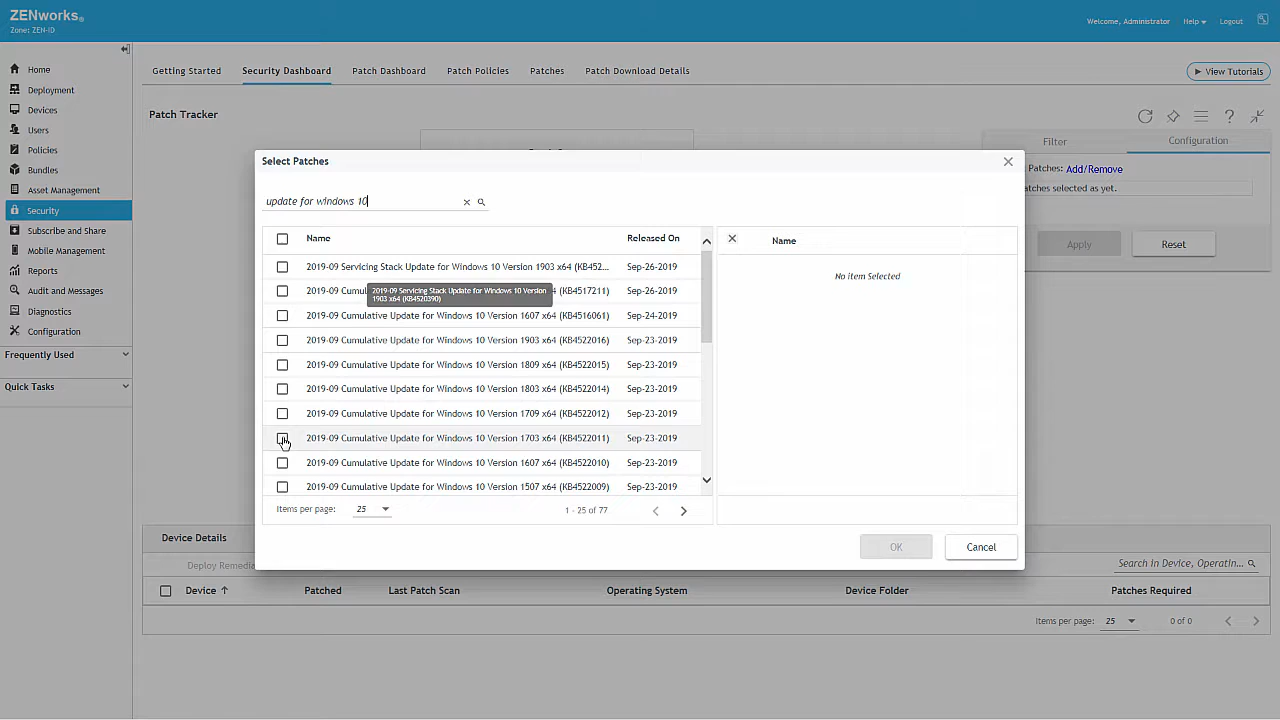 ZENworks®
Zone: ZEN-ID
Welcome, Administrator
Help
Logout
Home
Deployment
Devices
Users
Policies
Bundles
Asset Management
Security
Subscribe and Share
Mobile Management
Reports
Audit and Messages
Diagnostics
Configuration
Frequently Used
Quick Tasks
Getting Started
Security Dashboard
Patch Dashboard
Patch Policies
Patches
Patch Download Details
View Tutorials
Patch Tracker
?
Filter
Configuration
Patches: Add/Remove
atches selected as yet.
Apply
Reset
Select Patches
update for windows 10
Name Released On
2019-09 Servicing Stack Update for Windows 10 Version 1903 x64 (KB452... Sep-26-2019
2019-09 Cumul (KB4517211) Sep-26-2019
2019-09 Servicing Stack Update for Windows 10 Version
1903 x64 (KB4520390)
2019-09 Cumulative Update for Windows 10 Version 1607 x64 (KB4516061) Sep-24-2019
2019-09 Cumulative Update for Windows 10 Version 1903 x64 (KB4522016) Sep-23-2019
2019-09 Cumulative Update for Windows 10 Version 1809 x64 (KB4522015) Sep-23-2019
2019-09 Cumulative Update for Windows 10 Version 1803 x64 (KB4522014) Sep-23-2019
2019-09 Cumulative Update for Windows 10 Version 1709 x64 (KB4522012) Sep-23-2019
2019-09 Cumulative Update for Windows 10 Version 1703 x64 (KB4522011) Sep-23-2019
2019-09 Cumulative Update for Windows 10 Version 1607 x64 (KB4522010) Sep-23-2019
2019-09 Cumulative Update for Windows 10 Version 1507 x64 (KB4522009) Sep-23-2019
Items per page: 25 1 - 25 of 77
Name
No item Selected
OK
Cancel
Device Details
Deploy Remedia
Search in Device, Operatin...
Device Patched Last Patch Scan Operating System Device Folder Patches Required
Items per page: 25 0 of 0